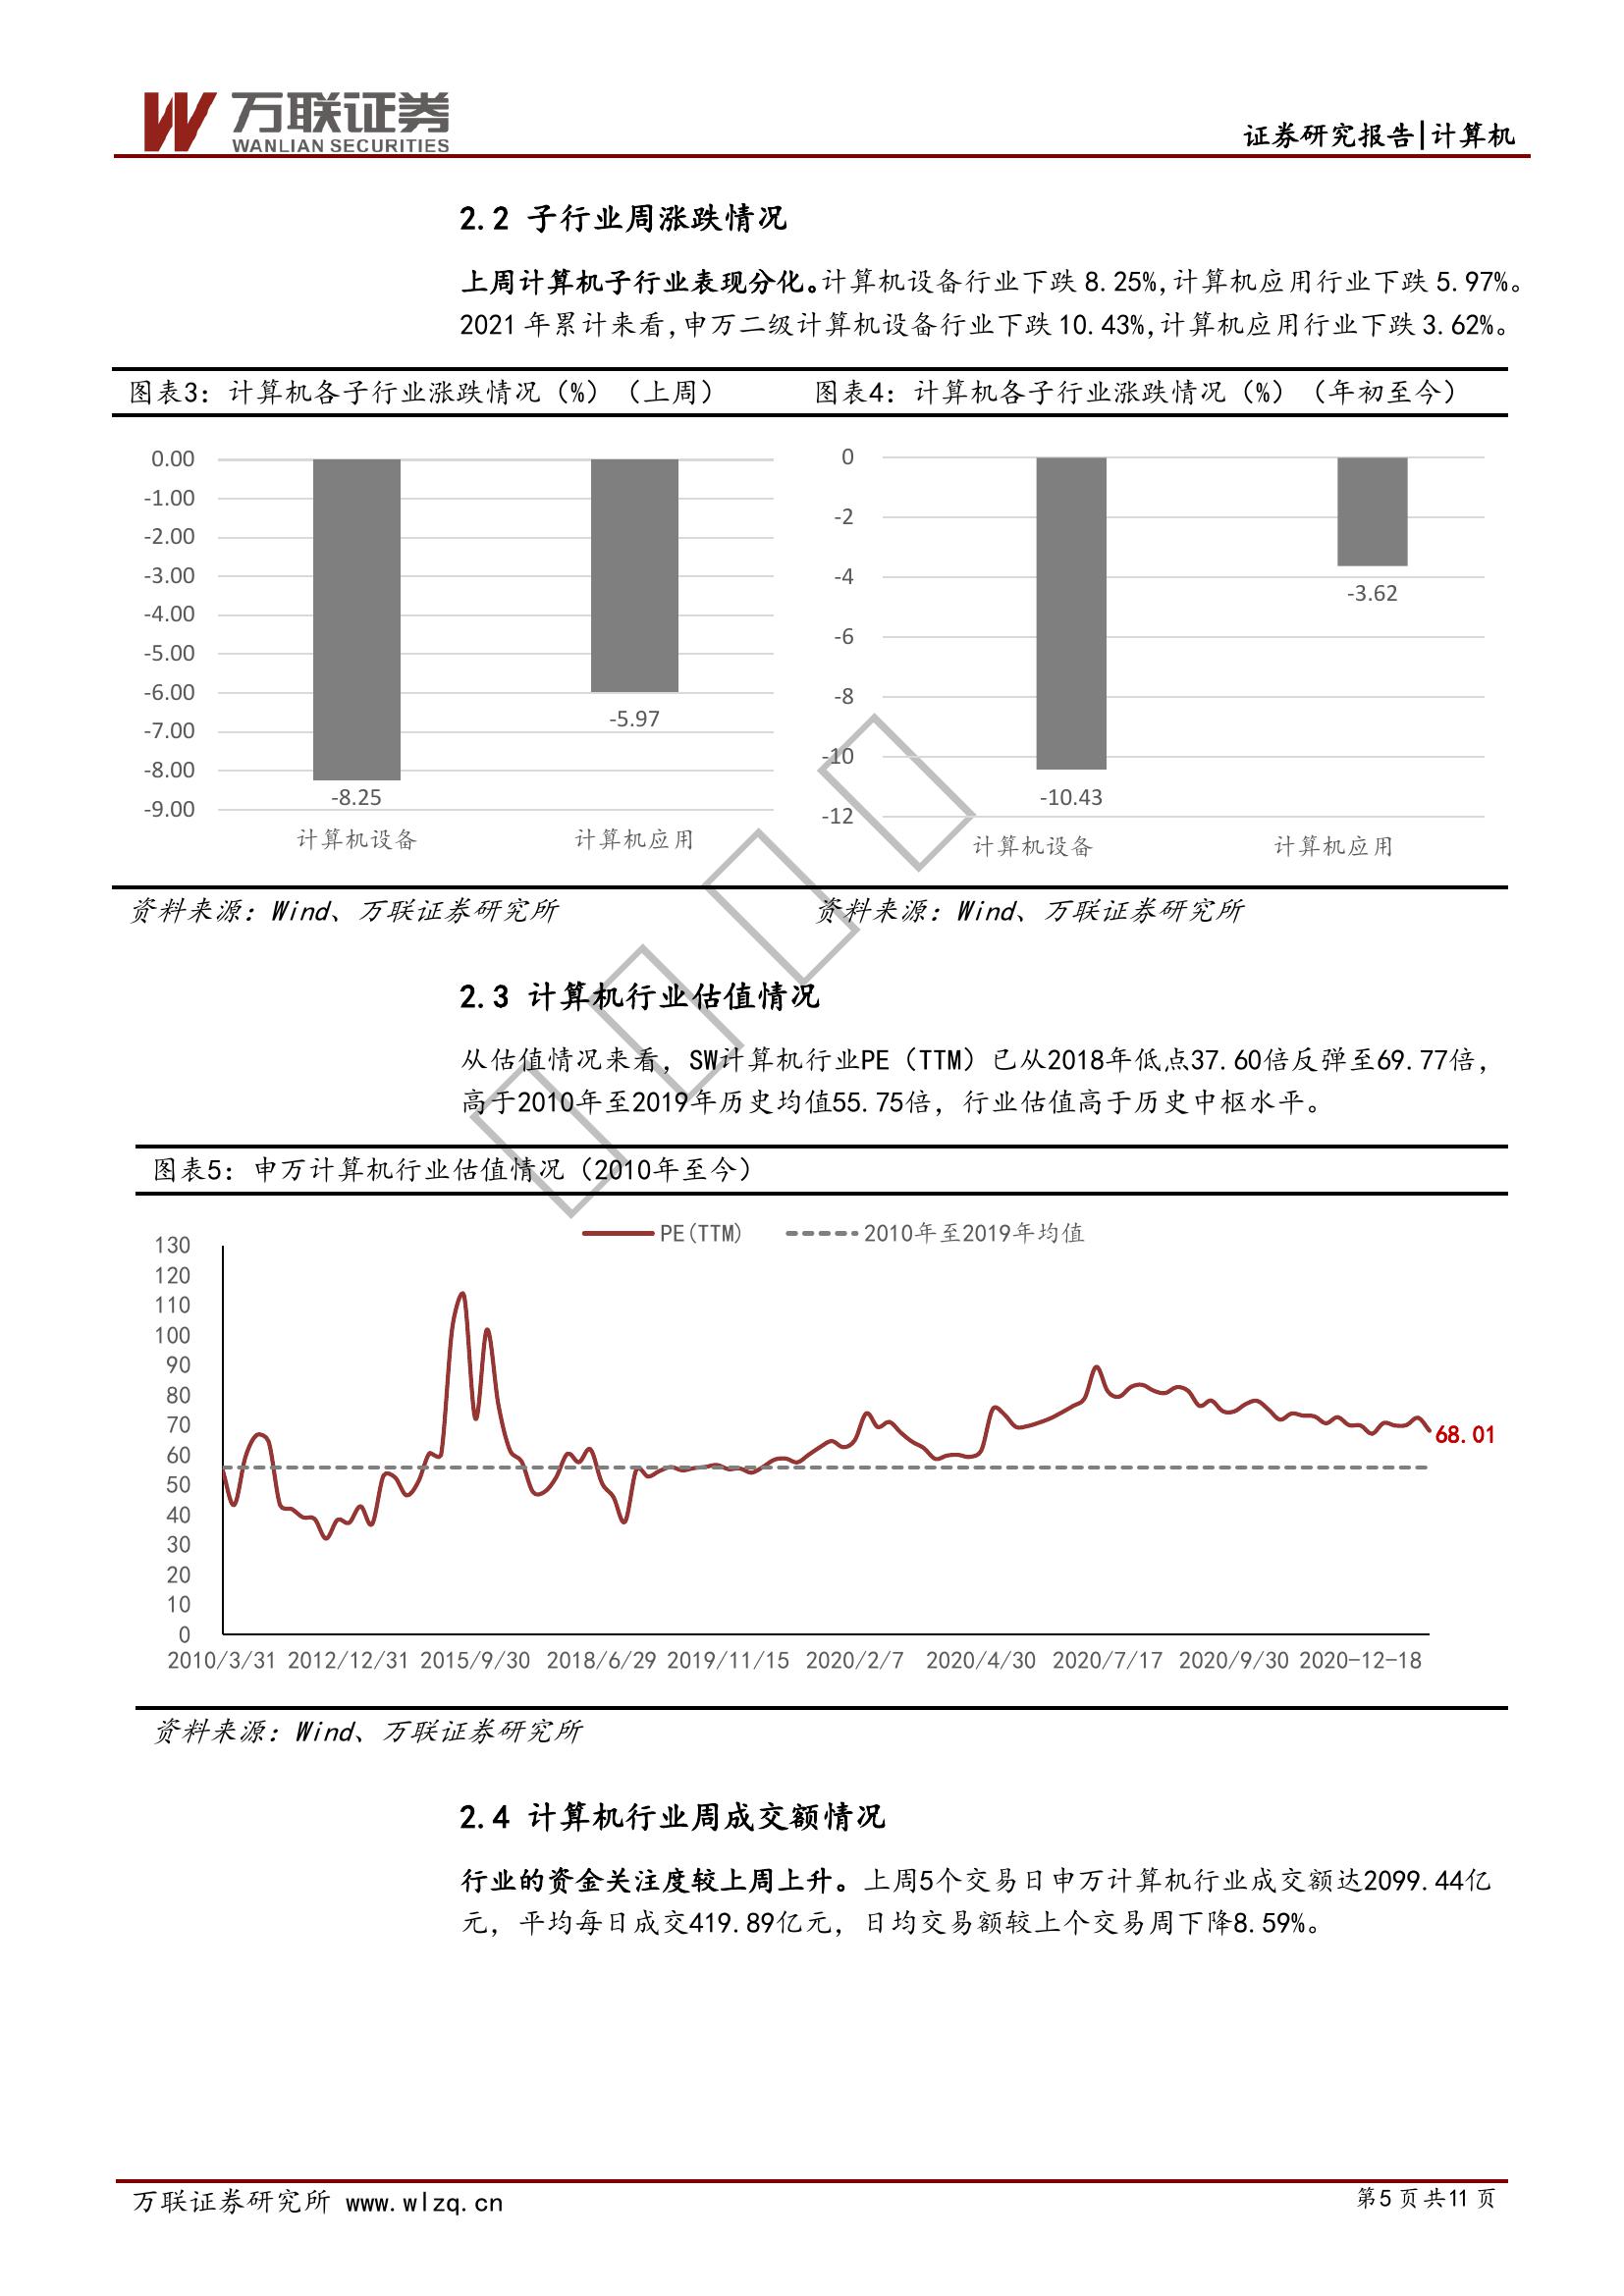 万联证券
WANLIAN SECURITIES
证券研究报告|计算机
2.2 子行业周涨跌情况
上周计算机子行业表现分化。计算机设备行业下跌 8.25%,计算机应用行业下跌 5.97%。
2021 年累计来看,申万二级计算机设备行业下跌 10.43%,计算机应用行业下跌 3.62%。
图表3：计算机各子行业涨跌情况（%）（上周）
0.00
-1.00
-2.00
-3.00
-4.00
-5.00
-6.00
-7.00
-8.00
-9.00
-8.25
-5.97
计算机设备 计算机应用
资料来源：Wind、万联证券研究所
图表4：计算机各子行业涨跌情况（%）（年初至今）
0
-2
-4
-6
-8
-10
-12
-10.43
-3.62
计算机设备 计算机应用
资料来源：Wind、万联证券研究所
2.3 计算机行业估值情况
从估值情况来看，SW计算机行业PE（TTM）已从2018年低点37.60倍反弹至69.77倍，
高于2010年至2019年历史均值55.75倍，行业估值高于历史中枢水平。
图表5：申万计算机行业估值情况（2010年至今）
PE(TTM) 2010年至2019年均值
130
120
110
100
90
80
70
60
50
40
30
20
10
0
68.01
2010/3/31 2012/12/31 2015/9/30 2018/6/29 2019/11/15 2020/2/7 2020/4/30 2020/7/17 2020/9/30 2020-12-18
资料来源：Wind、万联证券研究所
2.4 计算机行业周成交额情况
行业的资金关注度较上周上升。上周5个交易日申万计算机行业成交额达2099.44亿
元，平均每日成交419.89亿元，日均交易额较上个交易周下降8.59%。
万联证券研究所 www.wlzq.cn
第5页共11页